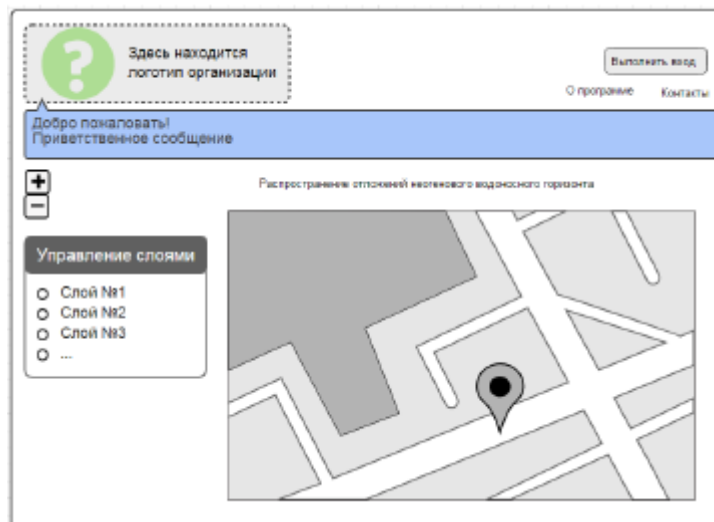 Здесь находится
логотип организации
Выполнить вход
О программе
Контакты
Добро пожаловать!
Приветственное сообщение
Распространение отложений неогенового водоносного горизонта
Управление слоями
Слой №1
Слой №2
Слой №3
...